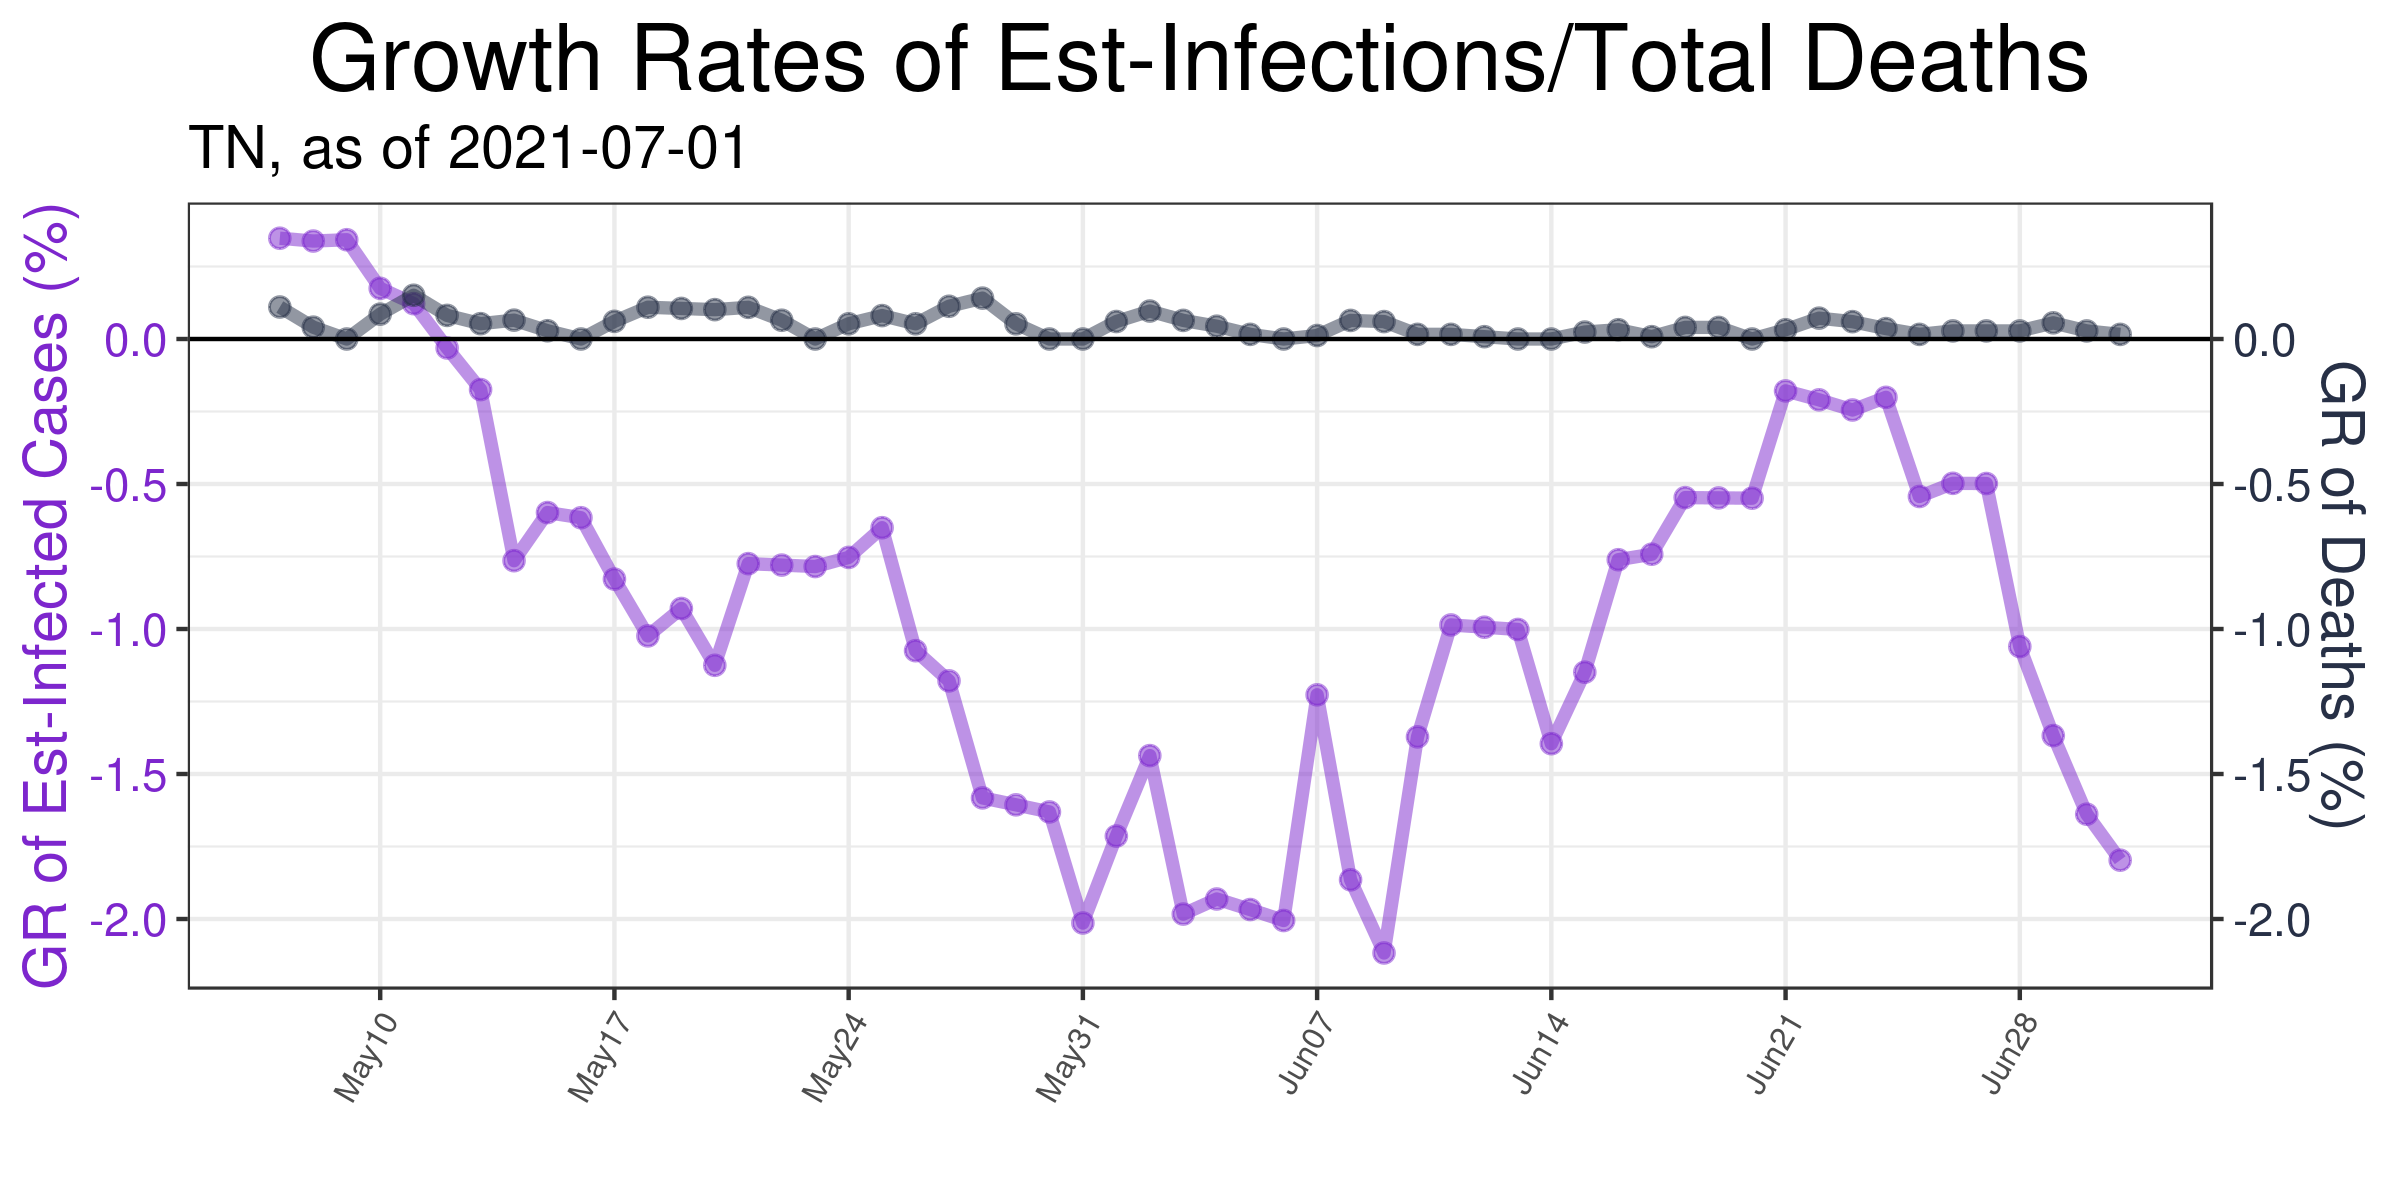 Growth Rates of Est-Infections/Total Deaths
TN, as of 2021-07-01
GR of Est-Infected Cases (%)
0.0
-0.5
-1.0
-1.5
-2.0
0.0
-0.5
-1.0
-1.5
-2.0
GR of Deaths (%)
May10
May17
May24
May31
Jun07
Jun14
Jun21
Jun28